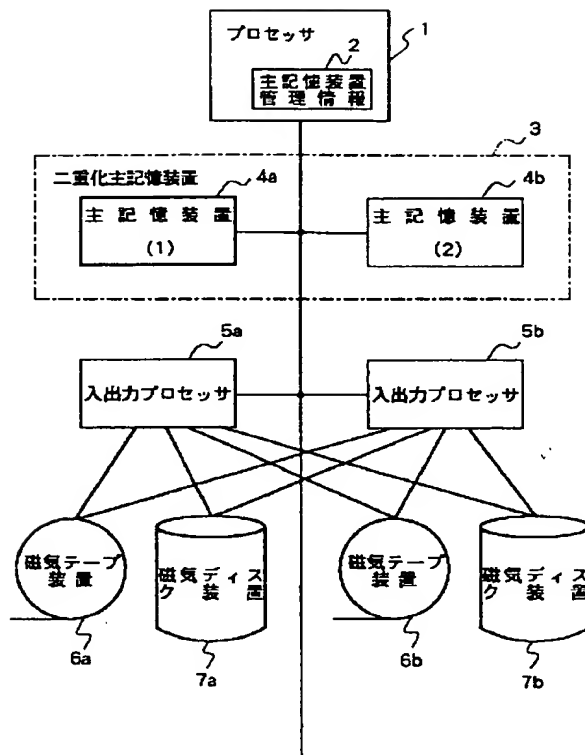 プロセッサ
1
2
主記憶装置
管理情報
3
二重化主記憶装置
4a
4b
主記憶装置
(1)
主記憶装置
(2)
5a
5b
入出力プロセッサ
入出力プロセッサ
磁気テープ
装置
磁気ディス
ク装置
磁気テープ
装置
磁気ディス
ク装置
6a
7a
6b
7b